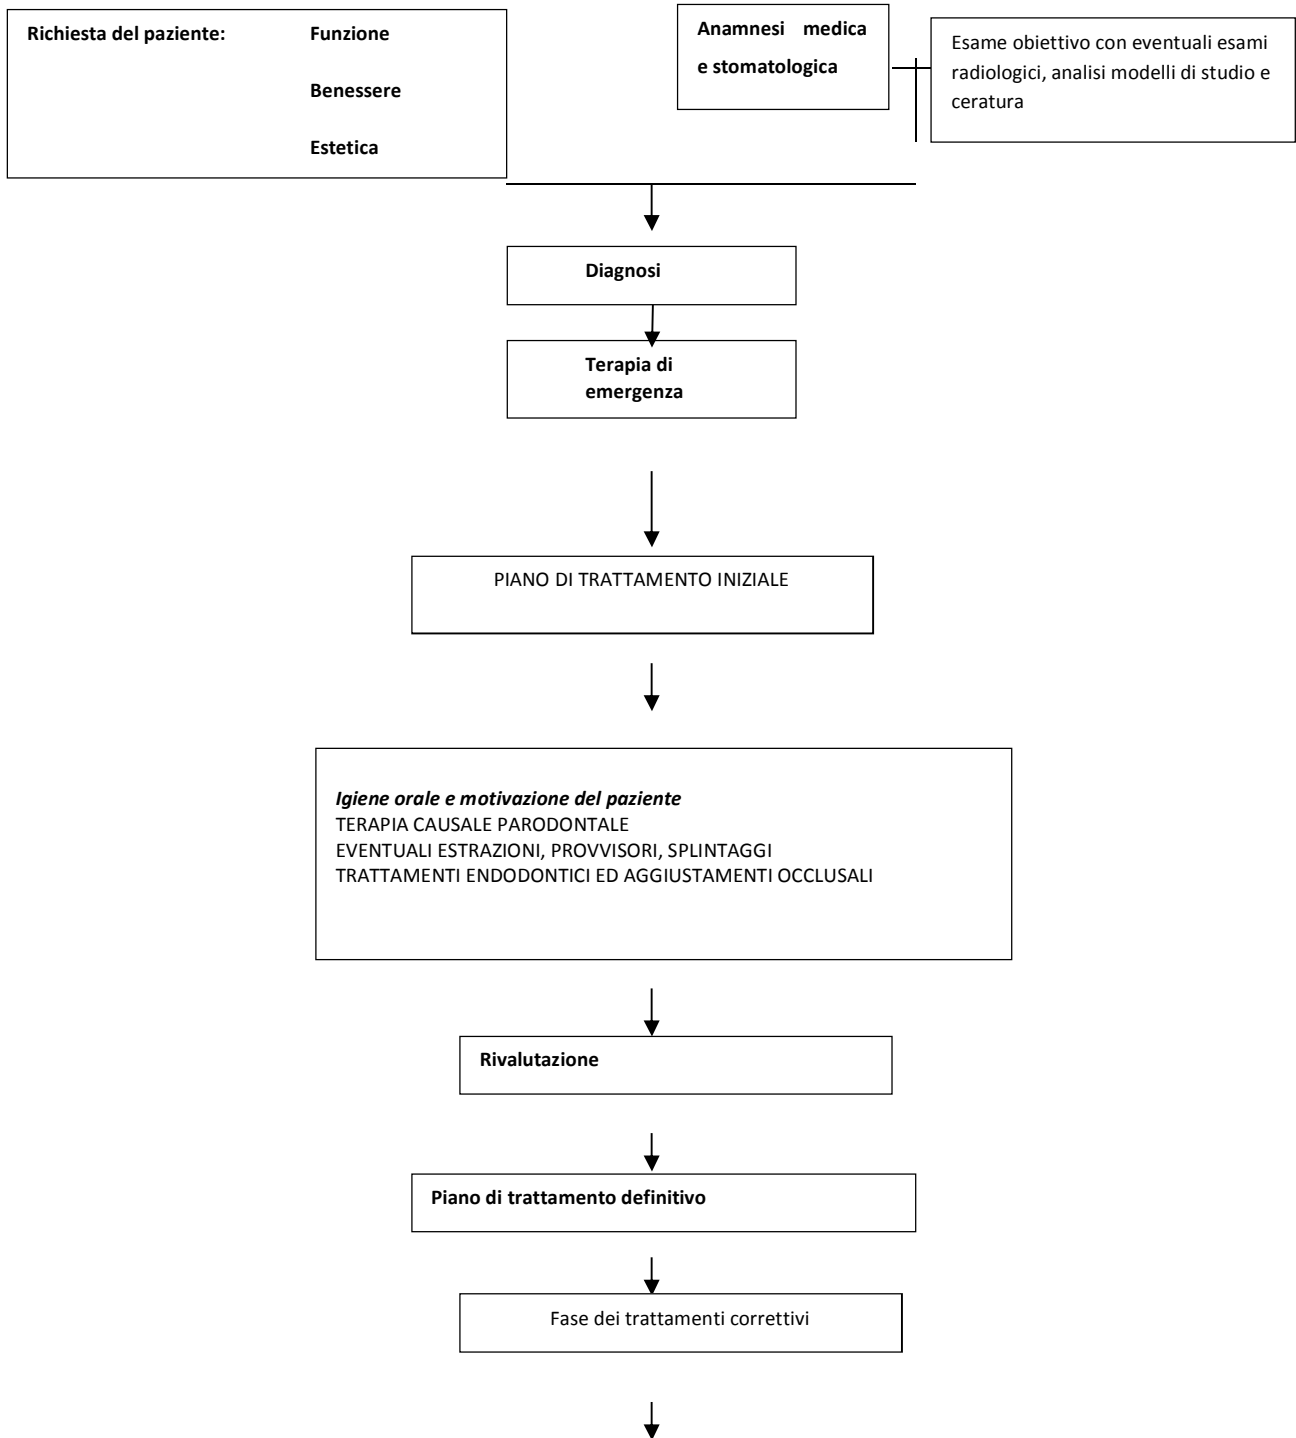 Richiesta del paziente: Funzione
Benessere
Estetica
Anamnesi medica
e stomatologica
Esame obiettivo con eventuali esami
radiologici, analisi modelli di studio e
ceratura
Diagnosi
Terapia di
emergenza
PIANO DI TRATTAMENTO INIZIALE
Igiene orale e motivazione del paziente
TERAPIA CAUSALE PARODONTALE
EVENTUALI ESTRAZIONI, PROVVISORI, SPLINTAGGI
TRATTAMENTI ENDODONTICI ED AGGIUSTAMENTI OCCLUSALI
Rivalutazione
Piano di trattamento definitivo
Fase dei trattamenti correttivi